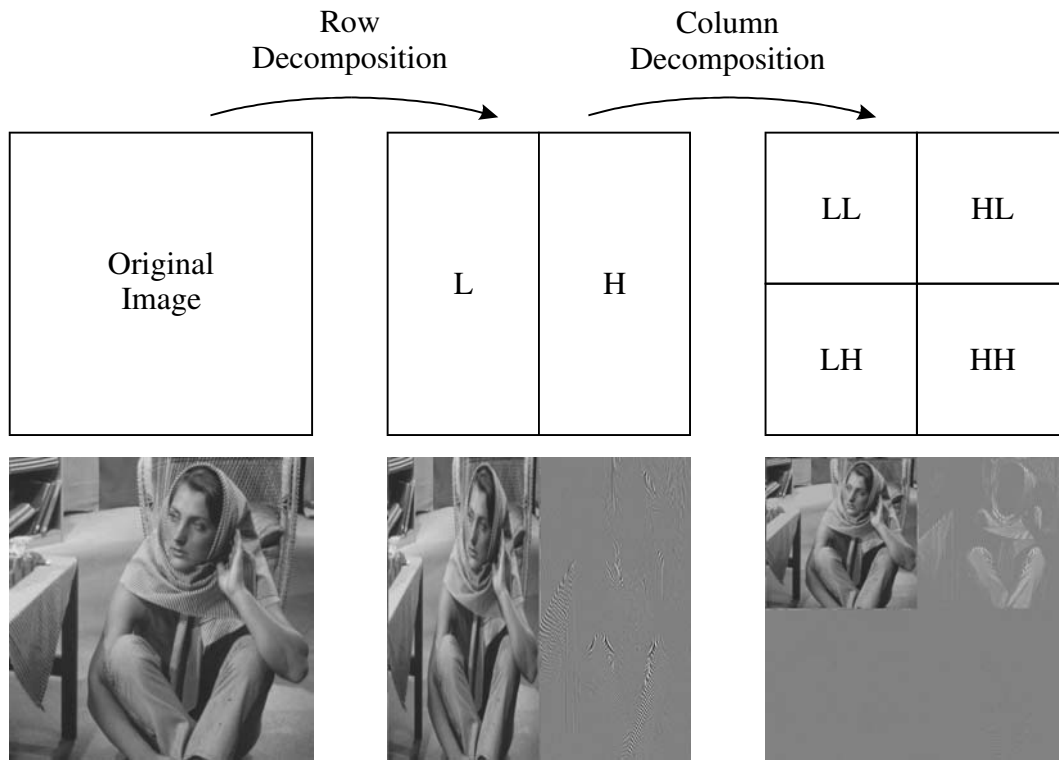 Row
Decomposition
Column
Decomposition
Original
Image
L
H
LL
HL
LH
HH